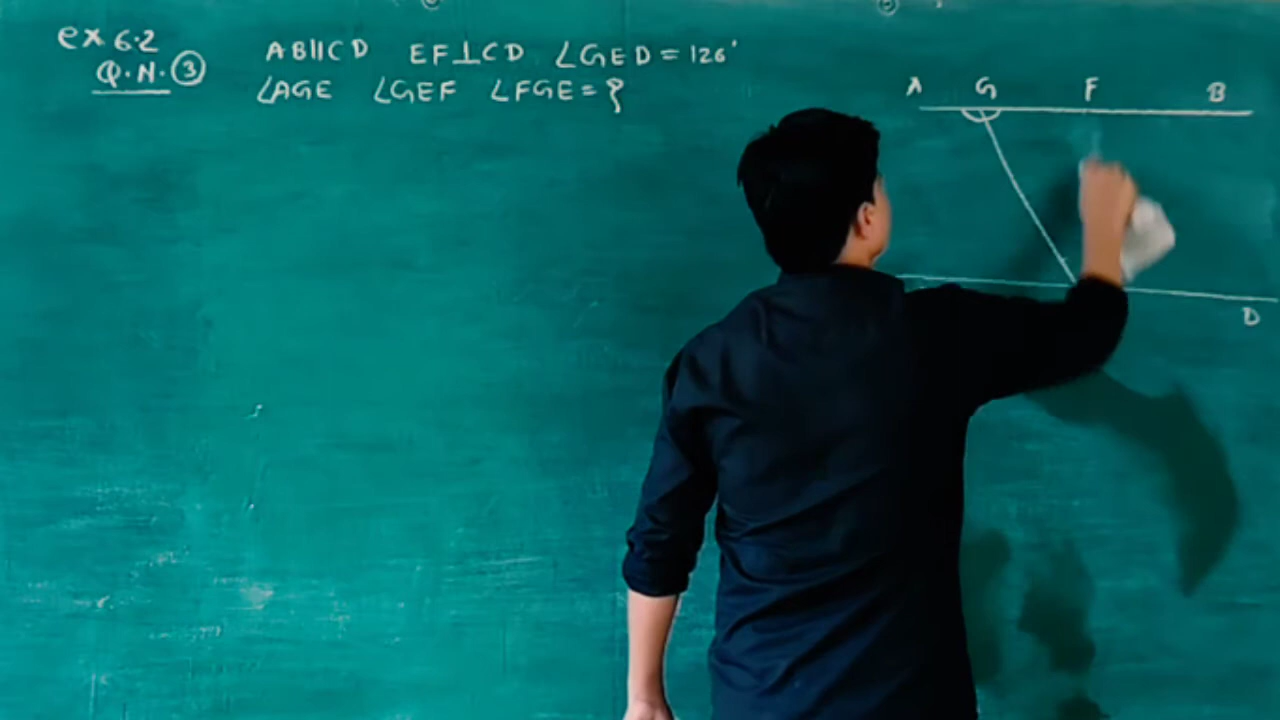 ex 6.2
Q.N. 3
AB||CD EF⊥CD ∠GED = 126°
∠AGE ∠GEF ∠FGE = ?
A G F B
D